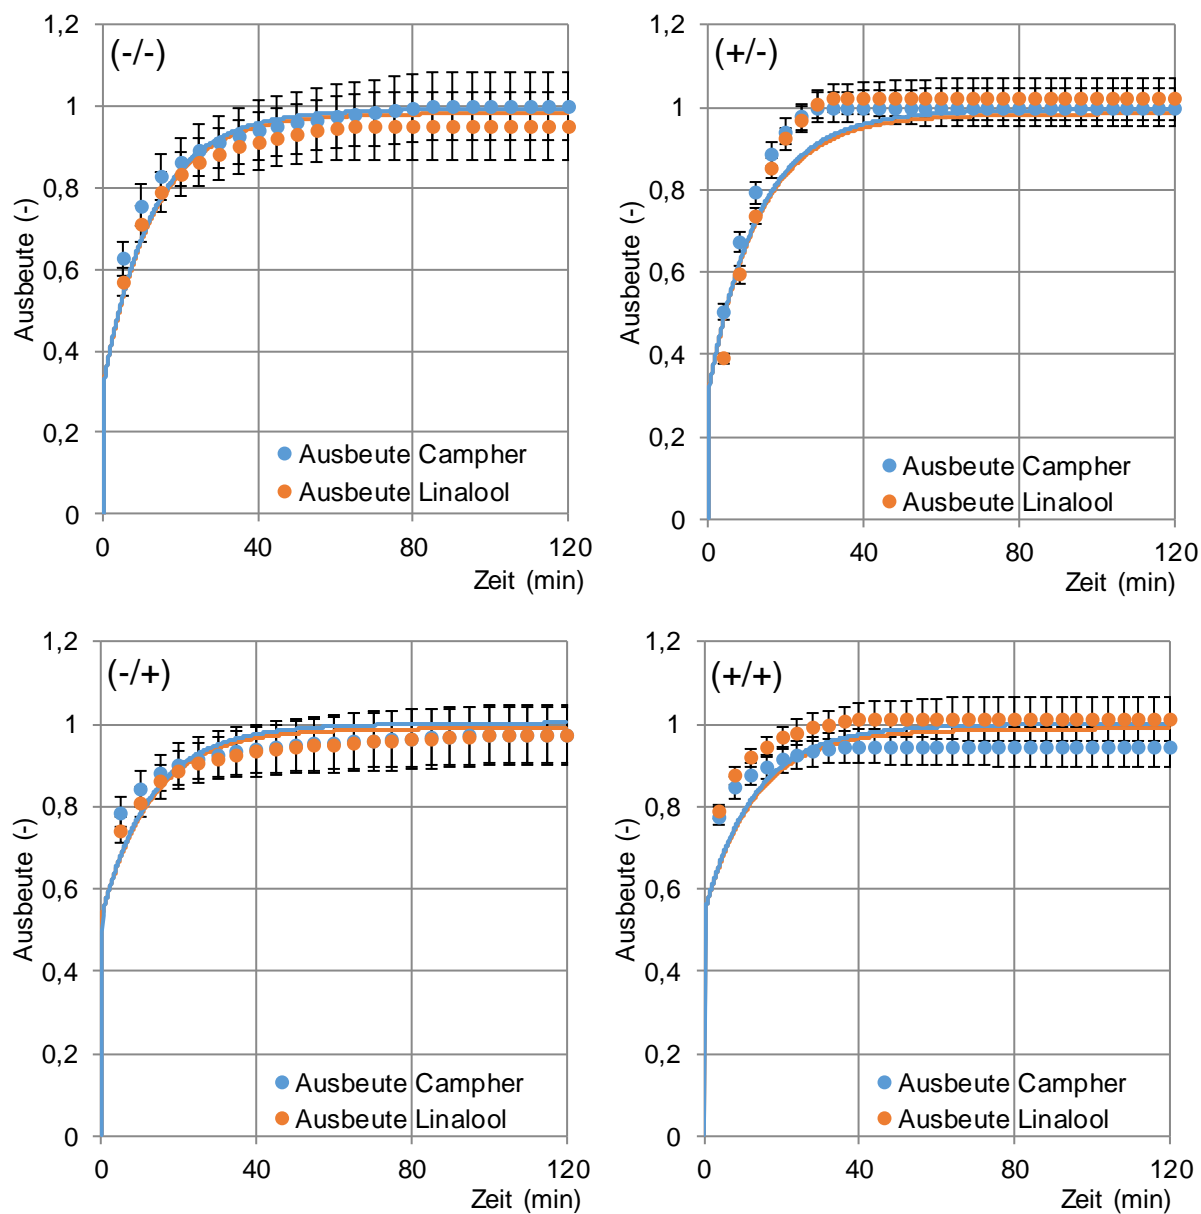 (-/-)
1,2
1
0,8
0,6
0,4
0,2
0
Ausbeute (-)
Ausbeute Campher
Ausbeute Linalool
0 40 80 120
Zeit (min)
(+/-)
1,2
1
0,8
0,6
0,4
0,2
0
Ausbeute (-)
Ausbeute Campher
Ausbeute Linalool
0 40 80 120
Zeit (min)
(-/+)
1,2
1
0,8
0,6
0,4
0,2
0
Ausbeute (-)
Ausbeute Campher
Ausbeute Linalool
0 40 80 120
Zeit (min)
(+/+)
1,2
1
0,8
0,6
0,4
0,2
0
Ausbeute (-)
Ausbeute Campher
Ausbeute Linalool
0 40 80 120
Zeit (min)